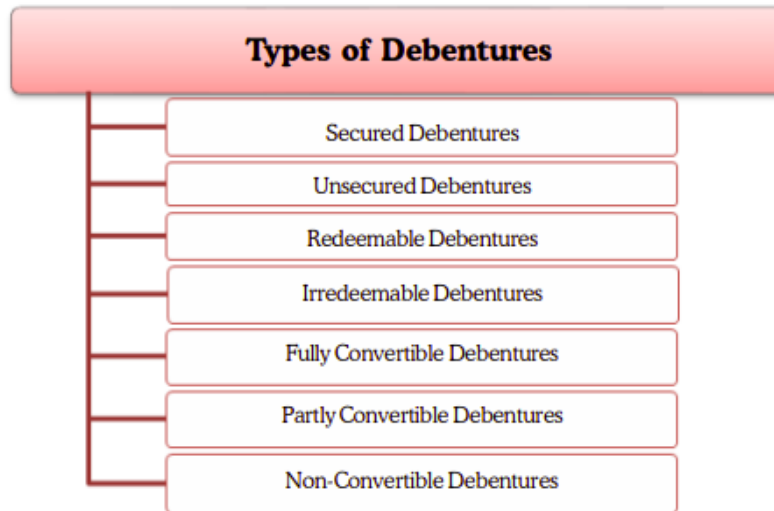 Types of Debentures
Secured Debentures
Unsecured Debentures
Redeemable Debentures
Irredeemable Debentures
Fully Convertible Debentures
Partly Convertible Debentures
Non-Convertible Debentures